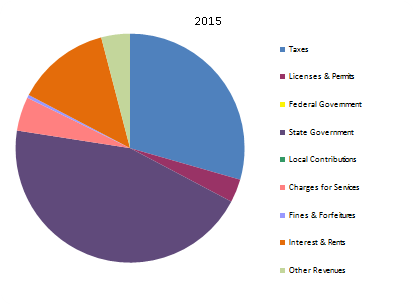 2015
Taxes
Licenses & Permits
Federal Government
State Government
Local Contributions
Charges for Services
Fines & Forfeitures
Interest & Rents
Other Revenues